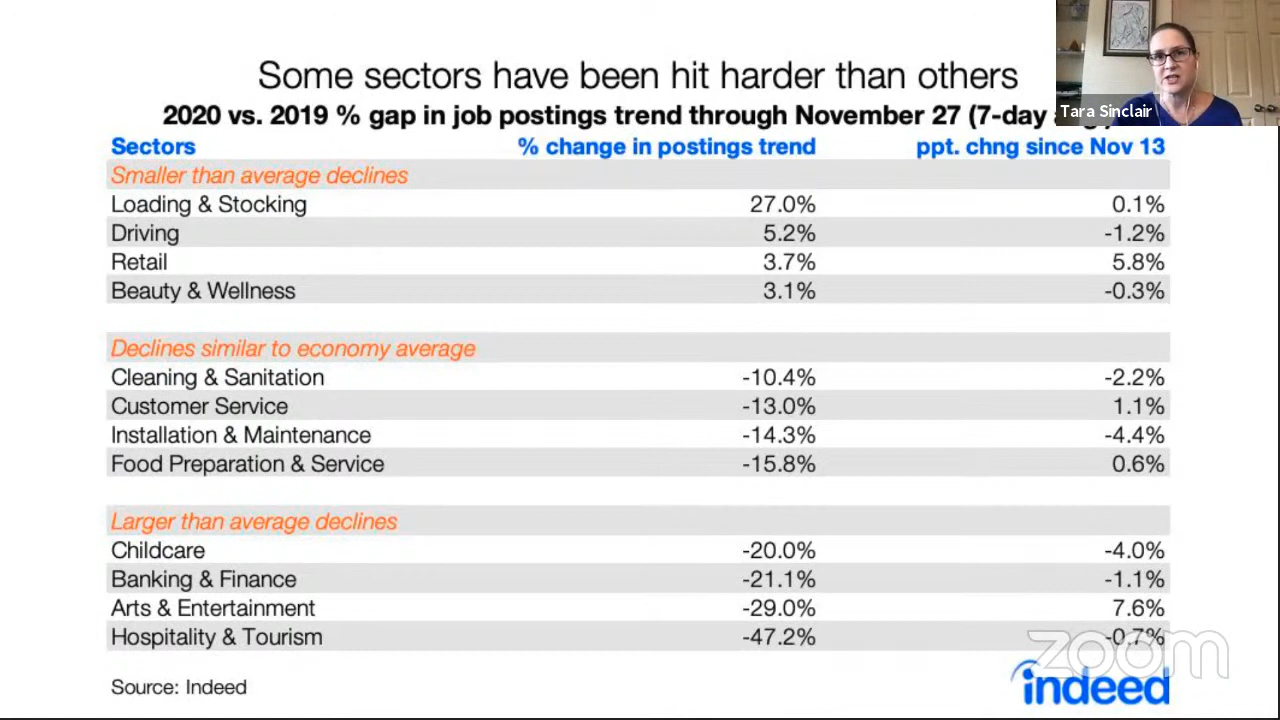 Some sectors have been hit harder than others
2020 vs. 2019 % gap in job postings trend through November 27 (7-day
Tara Sinclair
Sectors % change in postings trend ppt. chng since Nov 13
Smaller than average declines
Loading & Stocking 27.0% 0.1%
Driving 5.2% -1.2%
Retail 3.7% 5.8%
Beauty & Wellness 3.1% -0.3%
Declines similar to economy average
Cleaning & Sanitation -10.4% -2.2%
Customer Service -13.0% 1.1%
Installation & Maintenance -14.3% -4.4%
Food Preparation & Service -15.8% 0.6%
Larger than average declines
Childcare -20.0% -4.0%
Banking & Finance -21.1% -1.1%
Arts & Entertainment -29.0% 7.6%
Hospitality & Tourism -47.2% -0.7%
zoom
Source: Indeed
indeed